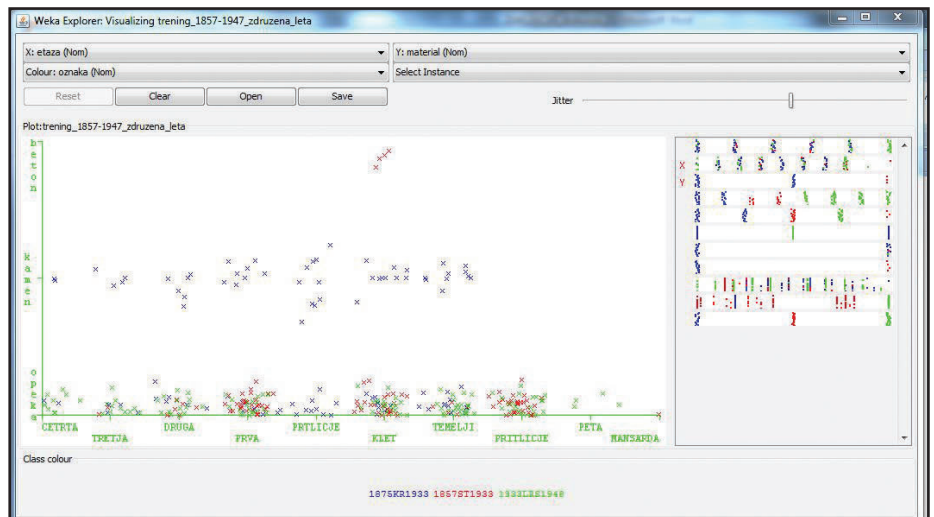 Weka Explorer: Visualizing trening_1857-1947_zdruzena_leta
X: etaza (Nom)
Y: material (Nom)
Colour: oznaka (Nom)
Select Instance
Reset
Clear
Open
Save
Jitter
Plot:trening_1857-1947_zdruzena_leta
beton
kamen
opeka
CETRTA
TRETJA
DRUGA
PRVA
PRTLICJE
KLET
TEMELJI
PRITLICJE
PETA
MANSARDA
X
Y
Class colour
1875KR1933 1857ST1933 1933LES1948